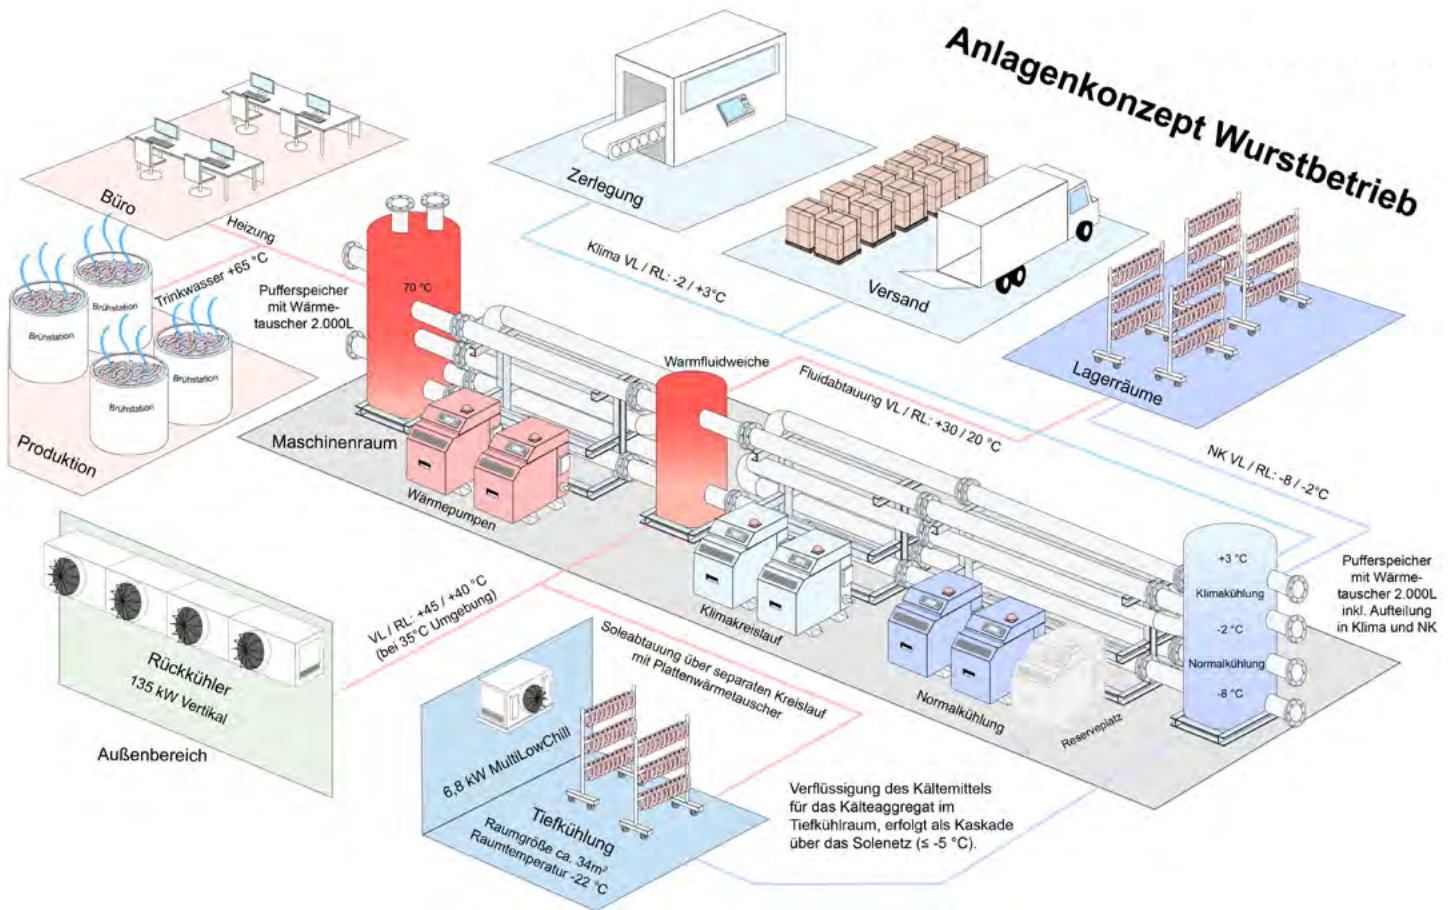 Anlagenkonzept Wurstbetrieb
Büro
Heizung
Zerlegung
Klima VL / RL: -2 / +3°C
Versand
Lagerräume
Brühstation
Brühstation
Brühstation
Brühstation
Trinkwasser +65 °C
Produktion
Pufferspeicher
mit Wärme-
tauscher 2.000L
70 °C
Maschinenraum
Wärmepumpen
Warmfluidweiche
Fluidabtauung VL / RL: +30 / 20 °C
NK VL / RL: -8 / -2°C
Klimakreislauf
Normalkühlung
Reserveplatz
+3 °C
Klimakühlung
-2 °C
Normalkühlung
-8 °C
Pufferspeicher
mit Wärme-
tauscher 2.000L
inkl. Aufteilung
in Klima und NK
Rückkühler
135 kW Vertikal
Außenbereich
VL / RL: +45 / +40 °C
(bei 35°C Umgebung)
Soleabtauung über separaten Kreislauf
mit Plattenwärmetauscher
6,8 kW MultiLowChill
Tiefkühlung
Raumgröße ca. 34m²
Raumtemperatur -22 °C
Verflüssigung des Kältemittels
für das Kälteaggregat im
Tiefkühlraum, erfolgt als Kaskade
über das Solenetz (≤ -5 °C).